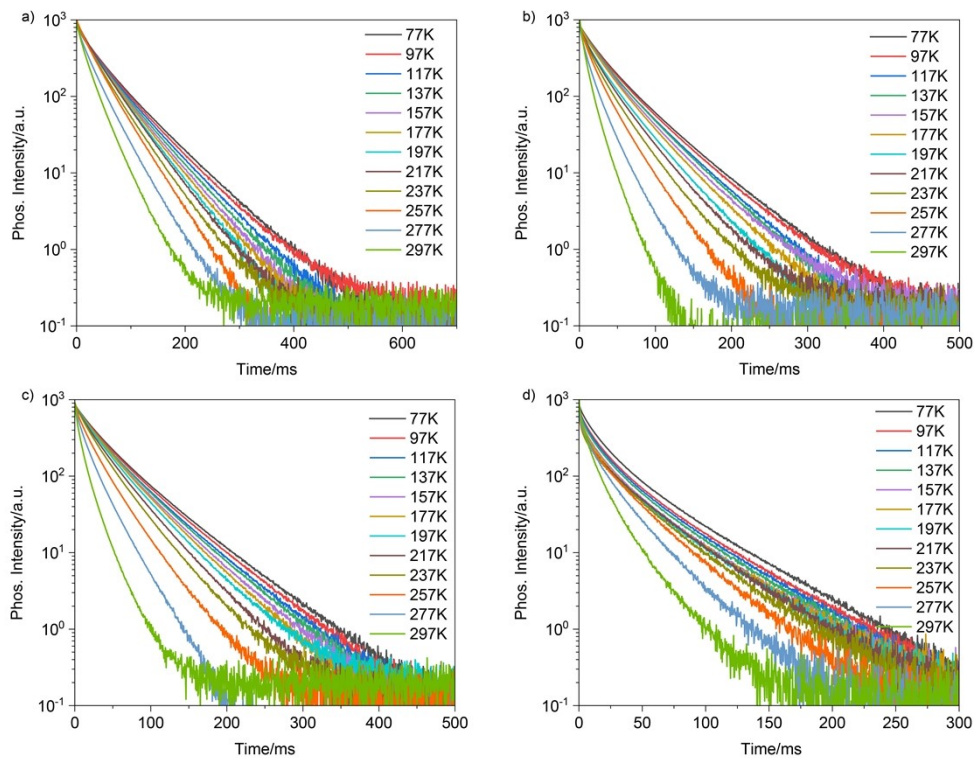 a)
10³
10²
10¹
10⁰
10⁻¹
Phos. Intensity/a.u.
77K
97K
117K
137K
157K
177K
197K
217K
237K
257K
277K
297K
0
200
400
600
Time/ms
b)
10³
10²
10¹
10⁰
10⁻¹
Phos. Intensity/a.u.
77K
97K
117K
137K
157K
177K
197K
217K
237K
257K
277K
297K
0
100
200
300
400
500
Time/ms
c)
10³
10²
10¹
10⁰
10⁻¹
Phos. Intensity/a.u.
77K
97K
117K
137K
157K
177K
197K
217K
237K
257K
277K
297K
0
100
200
300
400
500
Time/ms
d)
10³
10²
10¹
10⁰
10⁻¹
Phos. Intensity/a.u.
77K
97K
117K
137K
157K
177K
197K
217K
237K
257K
277K
297K
0
50
100
150
200
250
300
Time/ms